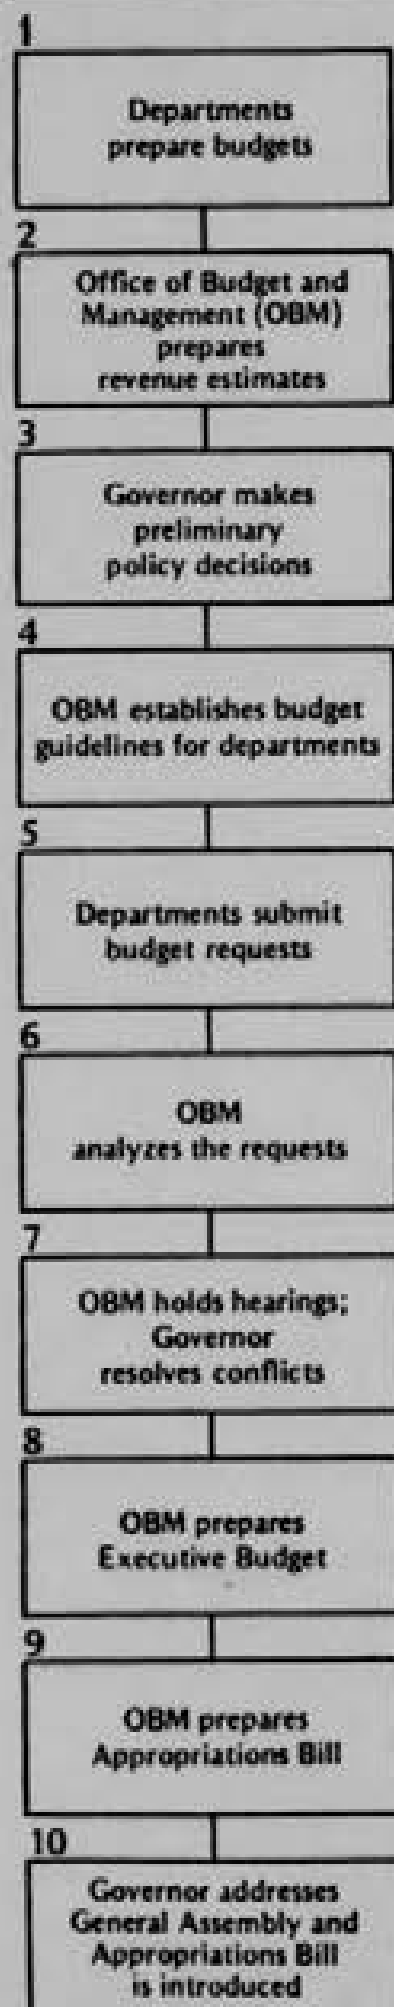 1
Departments
prepare budgets
2
Office of Budget and
Management (OBM)
prepares
revenue estimates
3
Governor makes
preliminary
policy decisions
4
OBM establishes budget
guidelines for departments
5
Departments submit
budget requests
6
OBM
analyzes the requests
7
OBM holds hearings;
Governor
resolves conflicts
8
OBM prepares
Executive Budget
9
OBM prepares
Appropriations Bill
10
Governor addresses
General Assembly and
Appropriations Bill
is introduced